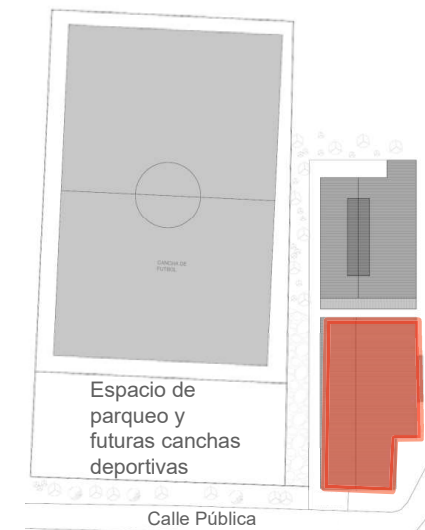 CANCHA DE
FUTBOL
Espacio de
parqueo y
futuras canchas
deportivas
Calle Pública